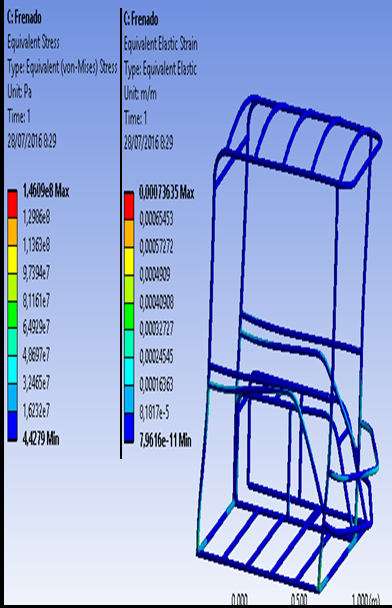 C: Frenado
Equivalent Stress
Type: Equivalent (von-Mises) Stress
Unit: Pa
Time: 1
28/07/2016 8:29
1,4609e8 Max
1,2986e8
1,1363e8
9,7394e7
8,1161e7
6,4929e7
4,8697e7
3,2465e7
1,6232e7
4,4279 Min
C: Frenado
Equivalent Elastic Strain
Type: Equivalent Elastic
Unit: m/m
Time: 1
28/07/2016 8:29
0,00073635 Max
0,00065453
0,00057272
0,0004909
0,00040908
0,00032727
0,00024545
0,00016363
8,1817e-5
7,9616e-11 Min
0.000 0.500 1.000 (m)